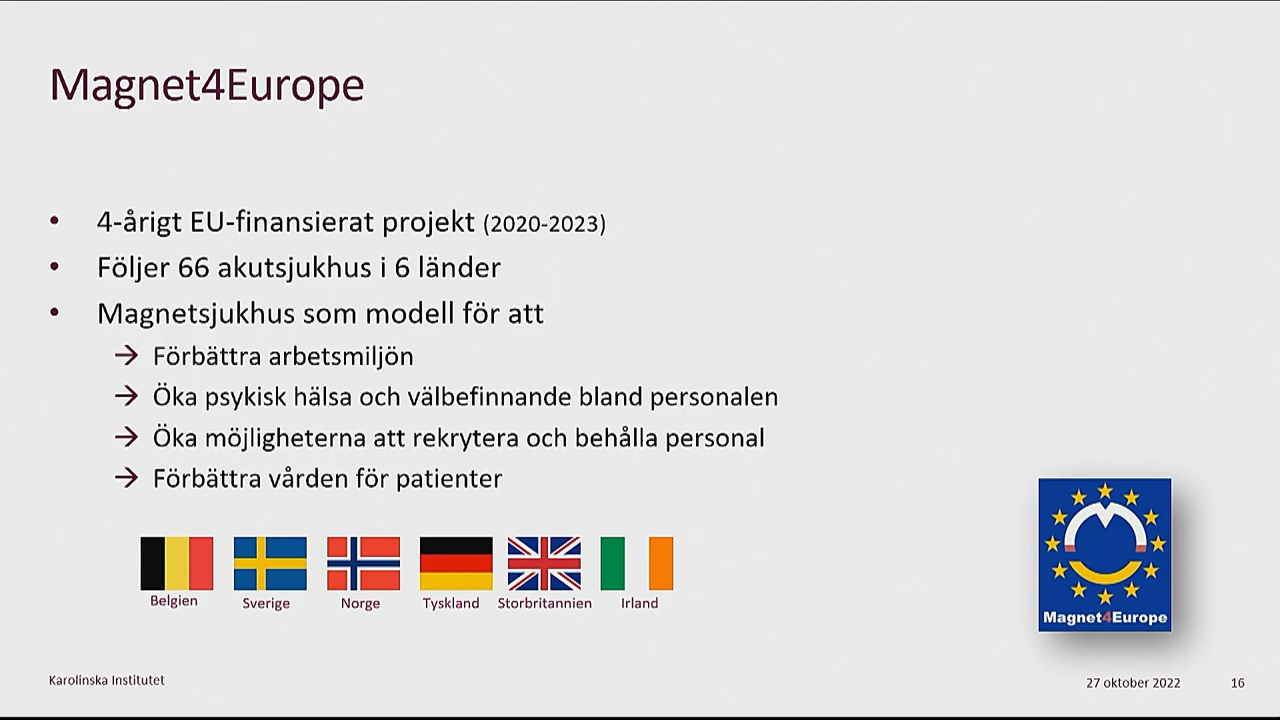 Magnet4Europe
• 4-årigt EU-finansierat projekt (2020-2023)
• Följer 66 akutsjukhus i 6 länder
• Magnetsjukhus som modell för att
→ Förbättra arbetsmiljön
→ Öka psykisk hälsa och välbefinnande bland personalen
→ Öka möjligheterna att rekrytera och behålla personal
→ Förbättra vården för patienter
Belgien Sverige Norge Tyskland Storbritannien Irland
Magnet4Europe
Karolinska Institutet 27 oktober 2022 16